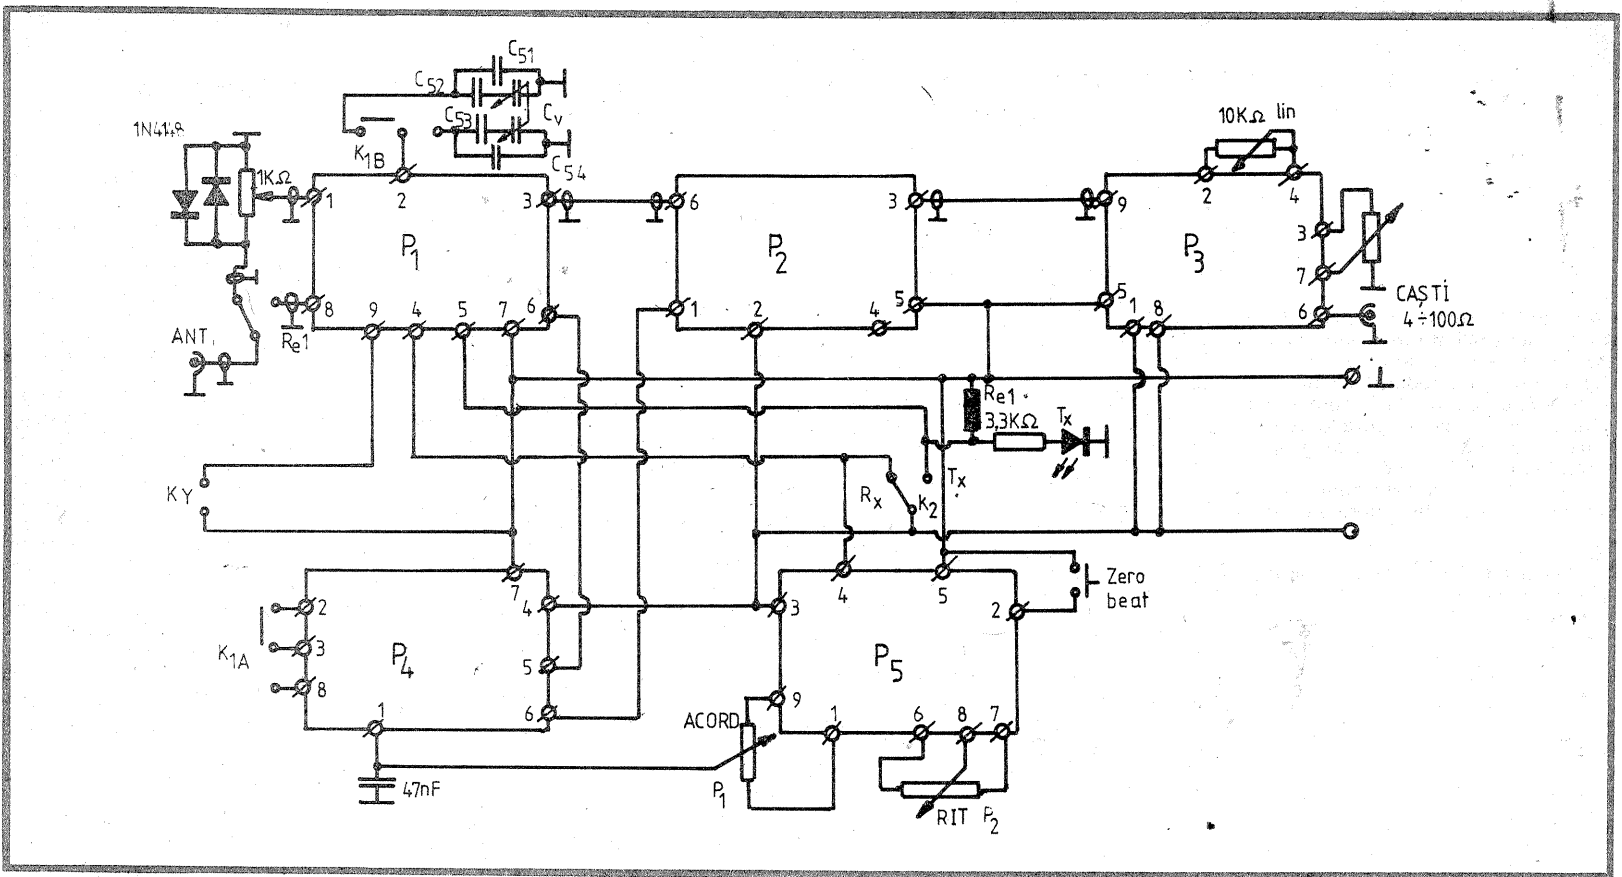 C51
C52
1N4148
C53
Cv
K1B
C54
10KΩ lin
1KΩ
1
2
3
6
3
9
2
4
3
P1
P2
P3
7
8
9
4
5
7
6
1
2
4
5
5
1
8
6
CAȘTI
4÷100Ω
ANT.
Re1
Re1
3,3KΩ
Tx
Tx
Rx
K2
KY
7
4
3
4
5
2
Zero
beat
2
3
8
K1A
P4
5
6
1
P5
9
1
6
8
7
ACORD
P1
47nF
RIT P2